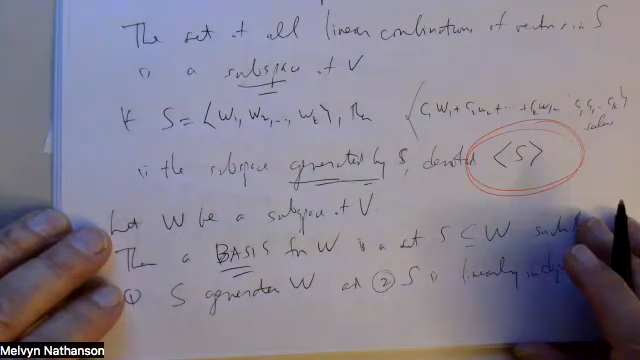 The set of all linear combinations of vectors in S
is a subspace of V
If S = {w₁, w₂, ..., wₖ}, then {c₁w₁ + c₂w₂ + ... + cₖwₖ : c₁, c₂, ... cₖ
scalars}
is the subspace generated by S, denoted <S>
Let W be a subspace of V
Then a BASIS for W is a set S ⊆ W such
① S generates W and ② S is linearly
Melvyn Nathanson